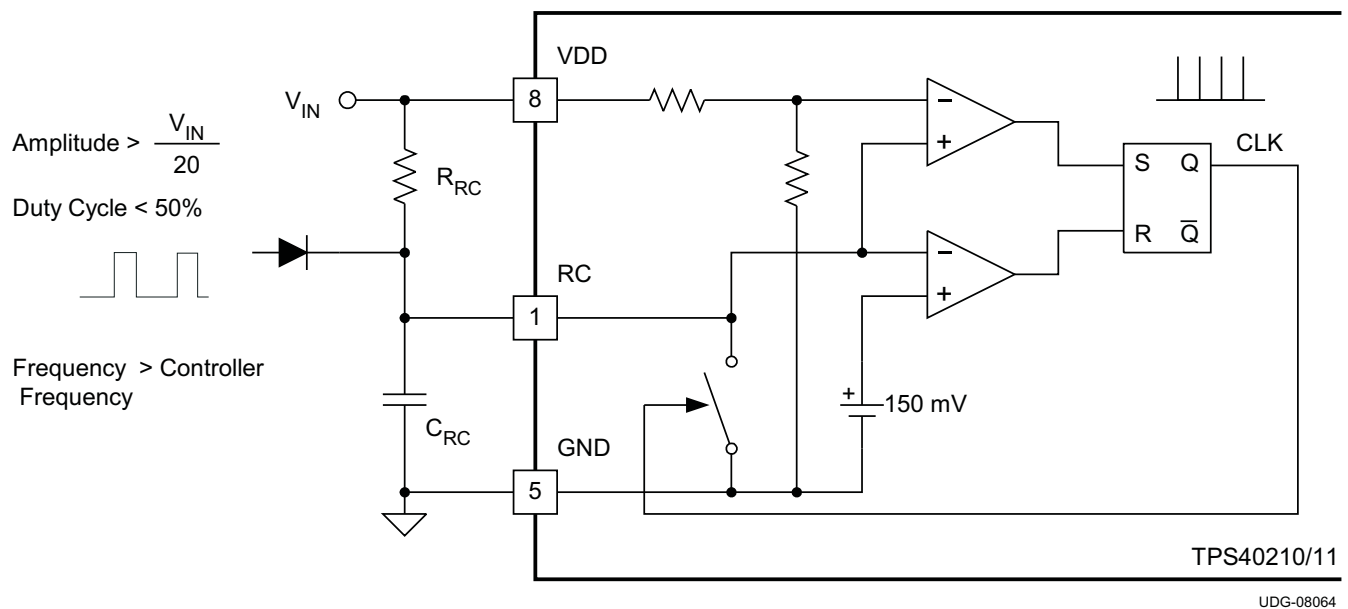 VDD
V_IN
8
Amplitude > V_IN / 20
R_RC
Duty Cycle < 50%
RC
1
Frequency > Controller
Frequency
C_RC
GND
5
−
+
−
+
S Q
R Q̅
CLK
+
150 mV
TPS40210/11
UDG-08064